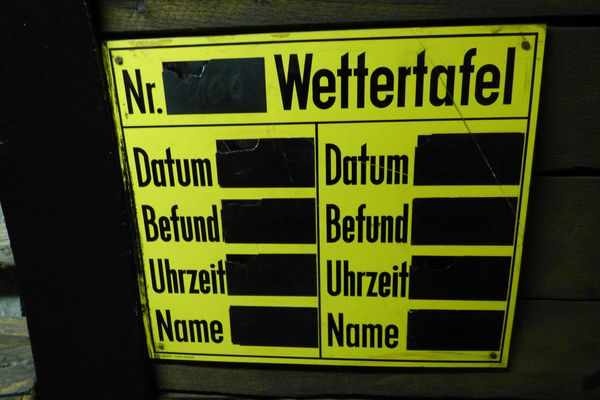 Nr. Wettertafel
Datum Datum
Befund Befund
Uhrzeit Uhrzeit
Name Name